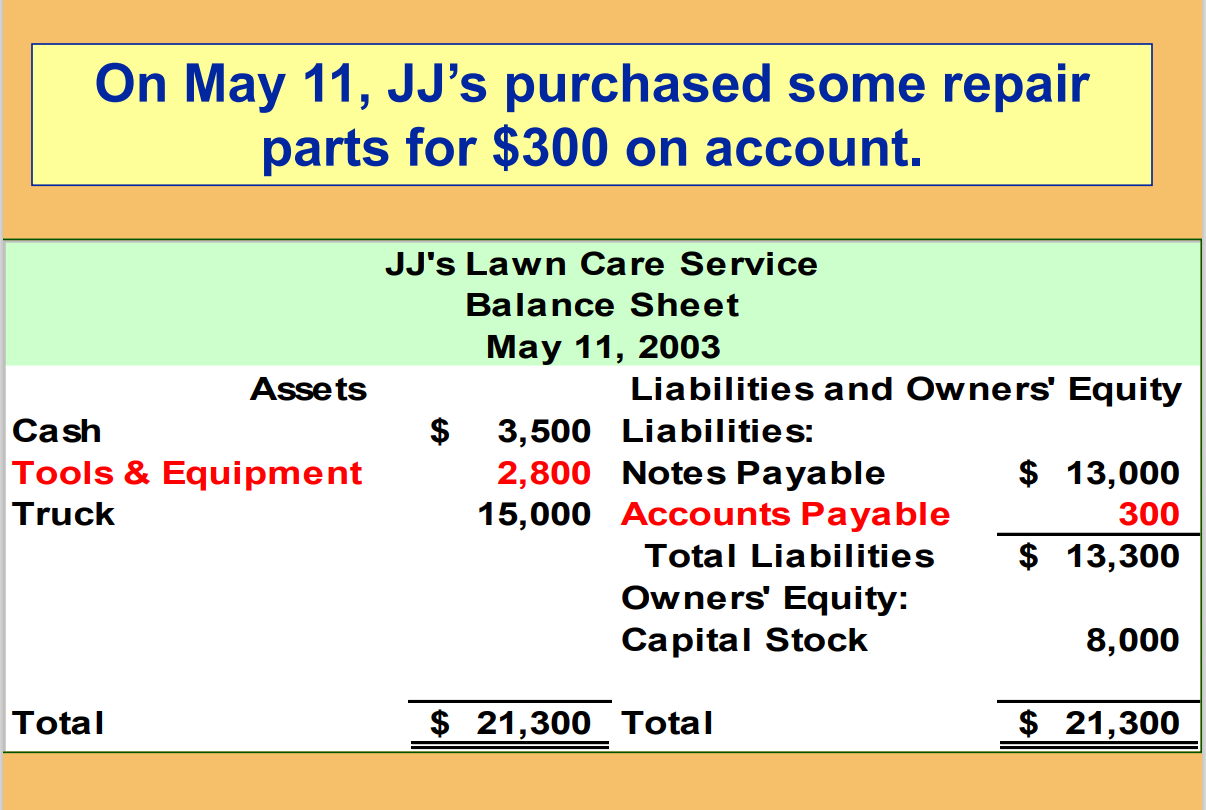 On May 11, JJ’s purchased some repair
parts for $300 on account.
JJ's Lawn Care Service
Balance Sheet
May 11, 2003
Assets Liabilities and Owners' Equity
Cash $ 3,500 Liabilities:
Tools & Equipment 2,800 Notes Payable $ 13,000
Truck 15,000 Accounts Payable 300
Total Liabilities $ 13,300
Owners' Equity:
Capital Stock 8,000
Total $ 21,300 Total $ 21,300